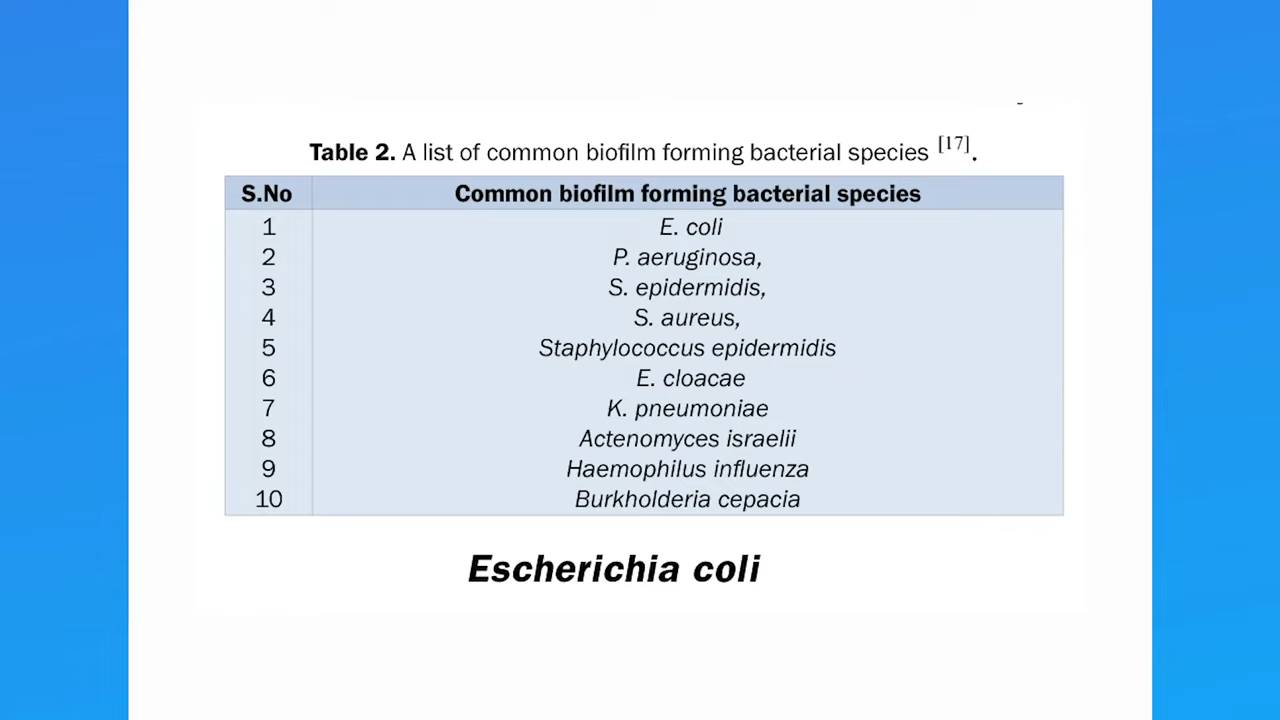 Table 2. A list of common biofilm forming bacterial species [17].
S.No Common biofilm forming bacterial species
1 E. coli
2 P. aeruginosa,
3 S. epidermidis,
4 S. aureus,
5 Staphylococcus epidermidis
6 E. cloacae
7 K. pneumoniae
8 Actenomyces israelii
9 Haemophilus influenza
10 Burkholderia cepacia
Escherichia coli